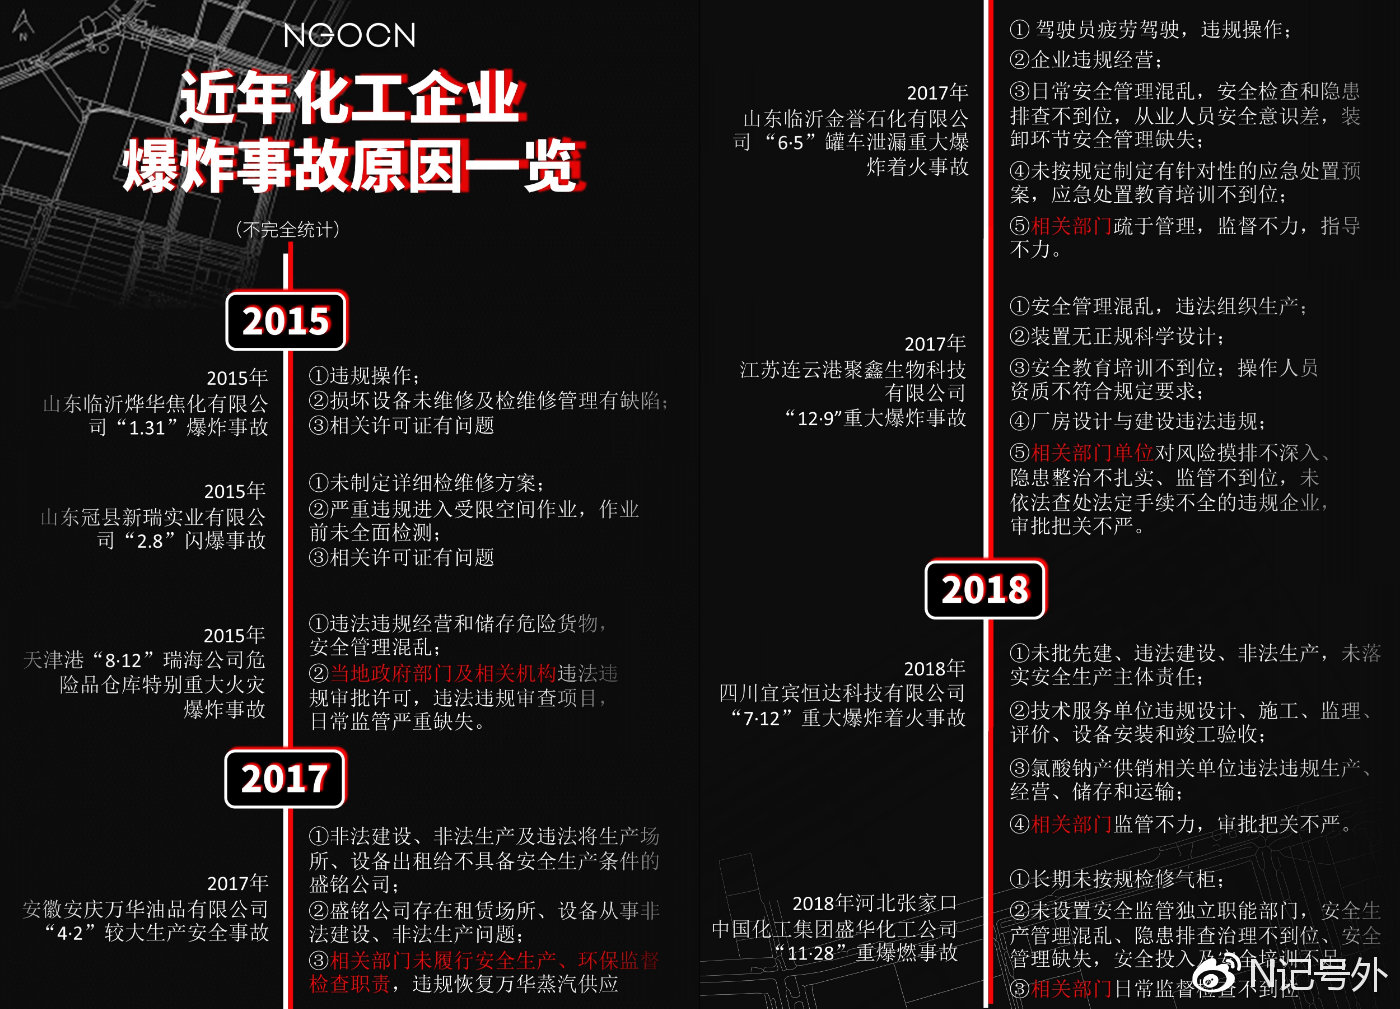 NGOCN
近年化工企业
爆炸事故原因一览
（不完全统计）
2015
2015年
山东临沂烨华焦化有限公
司“1.31”爆炸事故
①违规操作；
②损坏设备未维修及检维修管理有缺陷；
③相关许可证有问题
2015年
山东冠县新瑞实业有限公
司“2.8”闪爆事故
①未制定详细检维修方案；
②严重违规进入受限空间作业，作业
前未全面检测；
③相关许可证有问题
2015年
天津港“8·12”瑞海公司危
险品仓库特别重大火灾
爆炸事故
①违法违规经营和储存危险货物，
安全管理混乱；
②当地政府部门及相关机构违法违
规审批许可，违法违规审查项目，
日常监管严重缺失。
2017
2017年
安徽安庆万华油品有限公司
“4·2”较大生产安全事故
①非法建设、非法生产及违法将生产场
所、设备出租给不具备安全生产条件的
盛铭公司；
②盛铭公司存在租赁场所、设备从事非
法建设、非法生产问题；
③相关部门未履行安全生产、环保监督
检查职责，违规恢复万华蒸汽供应
2017年
山东临沂金誉石化有限公
司“6·5”罐车泄漏重大爆
炸着火事故
① 驾驶员疲劳驾驶，违规操作；
②企业违规经营；
③日常安全管理混乱，安全检查和隐患
排查不到位，从业人员安全意识差，装
卸环节安全管理缺失；
④未按规定制定有针对性的应急处置预
案，应急处置教育培训不到位；
⑤相关部门疏于管理，监督不力，指导
不力。
2017年
江苏连云港聚鑫生物科技
有限公司
“12·9”重大爆炸事故
①安全管理混乱，违法组织生产；
②装置无正规科学设计；
③安全教育培训不到位；操作人员
资质不符合规定要求；
④厂房设计与建设违法违规；
⑤相关部门单位对风险摸排不深入、
隐患整治不扎实、监管不到位，未
依法查处法定手续不全的违规企业，
审批把关不严。
2018
2018年
四川宜宾恒达科技有限公司
“7·12”重大爆炸着火事故
①未批先建、违法建设、非法生产，未落
实安全生产主体责任；
②技术服务单位违规设计、施工、监理、
评价、设备安装和竣工验收；
③氯酸钠产供销相关单位违法违规生产、
经营、储存和运输；
④相关部门监管不力，审批把关不严。
2018年河北张家口
中国化工集团盛华化工公司
“11·28”重爆燃事故
①长期未按规检修气柜；
②未设置安全监管独立职能部门，安全生
产管理混乱、隐患排查治理不到位、安全
管理缺失，安全投入及安全培训不足
③相关部门日常监督检查不到位
N记号外